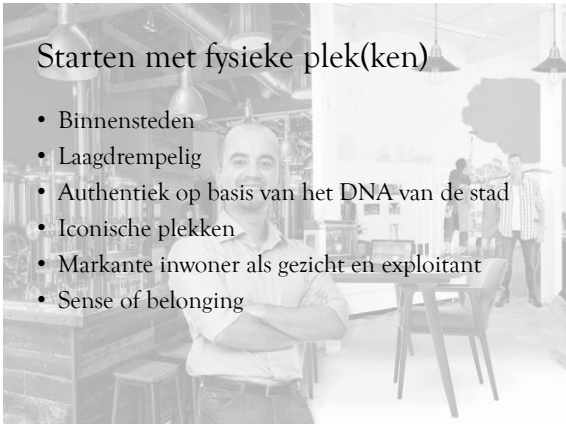 Starten met fysieke plek(ken)
• Binnensteden
• Laagdrempelig
• Authentiek op basis van het DNA van de stad
• Iconische plekken
• Markante inwoner als gezicht en exploitant
• Sense of belonging